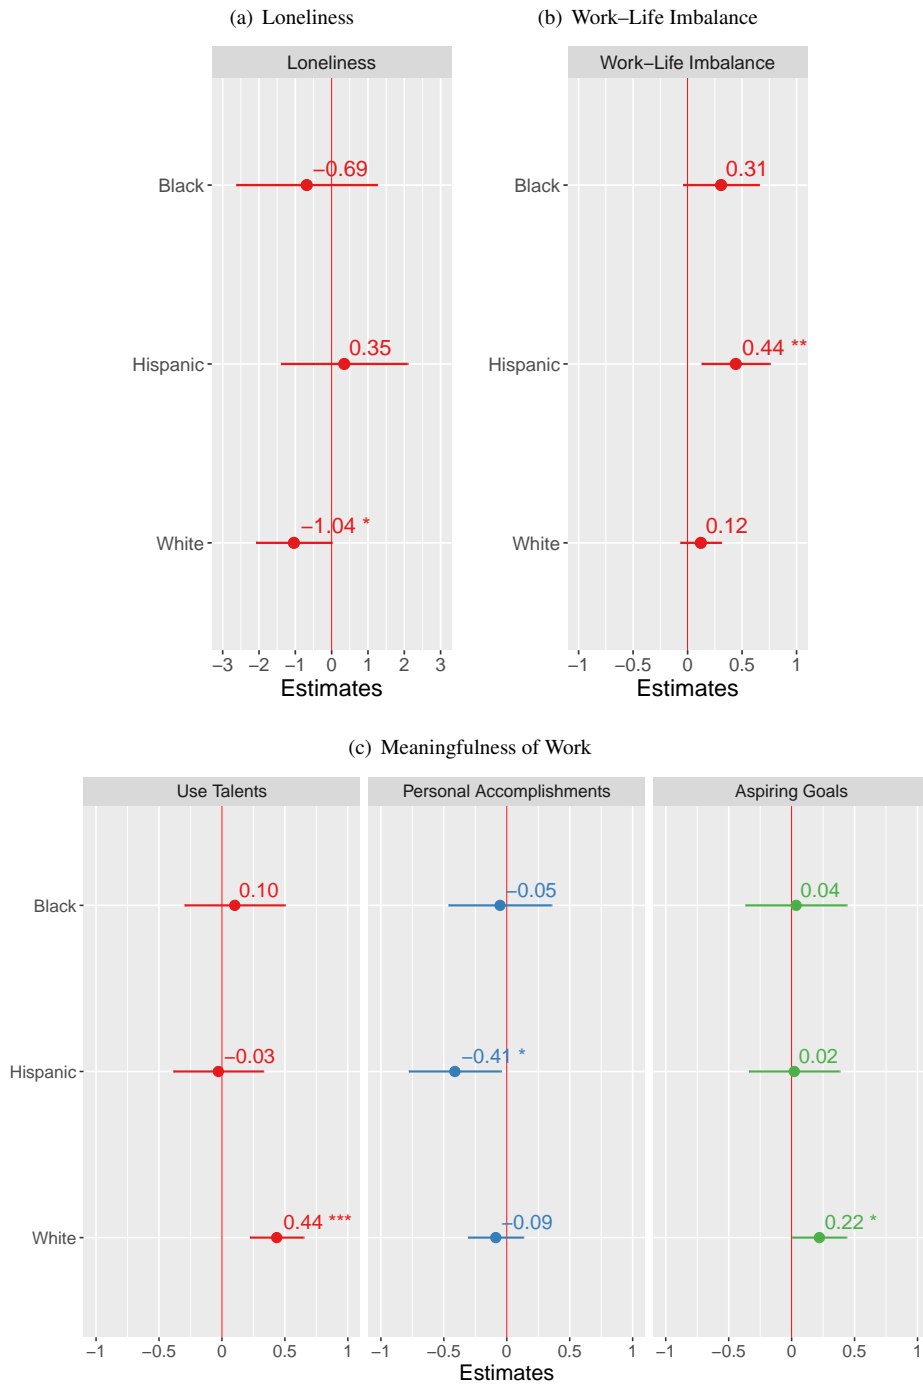 (a) Loneliness
(b) Work–Life Imbalance
Loneliness
Work–Life Imbalance
Black
−0.69
Black
0.31
Hispanic
0.35
Hispanic
0.44 **
White
−1.04 *
White
0.12
−3 −2 −1 0 1 2 3
−1 −0.5 0 0.5 1
Estimates
Estimates
(c) Meaningfulness of Work
Use Talents
Personal Accomplishments
Aspiring Goals
Black
0.10
−0.05
0.04
Hispanic
−0.03
−0.41 *
0.02
White
0.44 ***
−0.09
0.22 *
−1 −0.5 0 0.5 1
−1 −0.5 0 0.5 1
−1 −0.5 0 0.5 1
Estimates